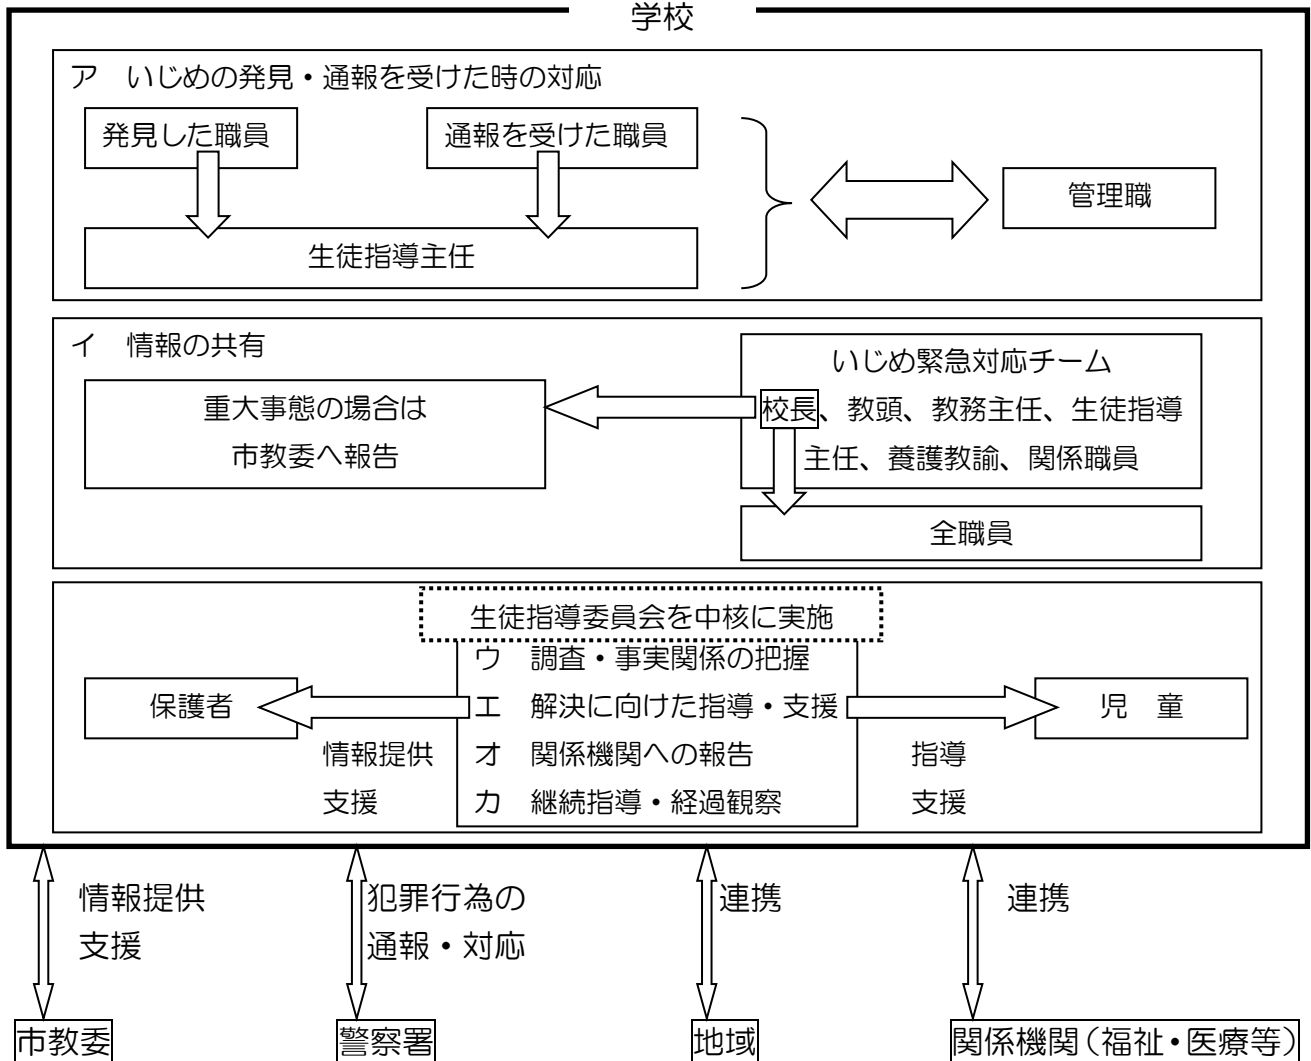 学校
ア　いじめの発見・通報を受けた時の対応
発見した職員
通報を受けた職員
管理職
生徒指導主任
イ　情報の共有
いじめ緊急対応チーム
重大事態の場合は
市教委へ報告
校長、教頭、教務主任、生徒指導
主任、養護教諭、関係職員
全職員
生徒指導委員会を中核に実施
ウ　調査・事実関係の把握
エ　解決に向けた指導・支援
オ　関係機関への報告
カ　継続指導・経過観察
保護者
情報提供
支援
児　童
指導
支援
情報提供
支援
犯罪行為の
通報・対応
連携
連携
市教委
警察署
地域
関係機関（福祉・医療等）